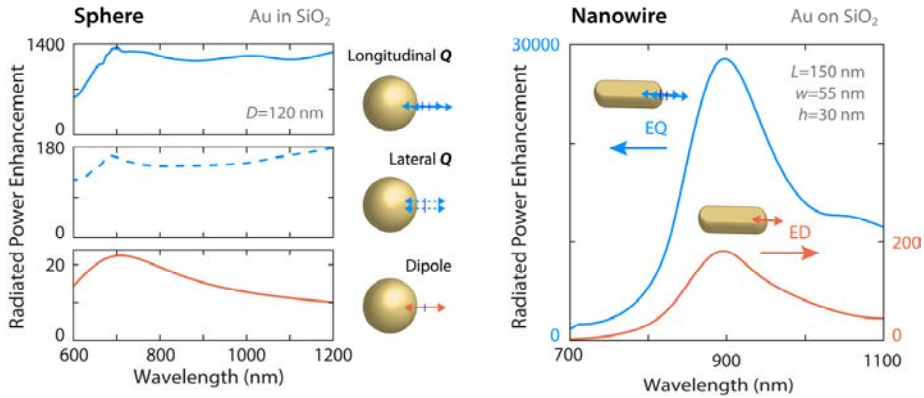 Sphere
Au in SiO2
Radiated Power Enhancement
1400
0
D=120 nm
Longitudinal Q
180
0
Lateral Q
20
0
Dipole
600
800
1000
1200
Wavelength (nm)
Nanowire
Au on SiO2
Radiated Power Enhancement
30000
0
L=150 nm
w=55 nm
h=30 nm
EQ
ED
200
0
700
900
1100
Wavelength (nm)